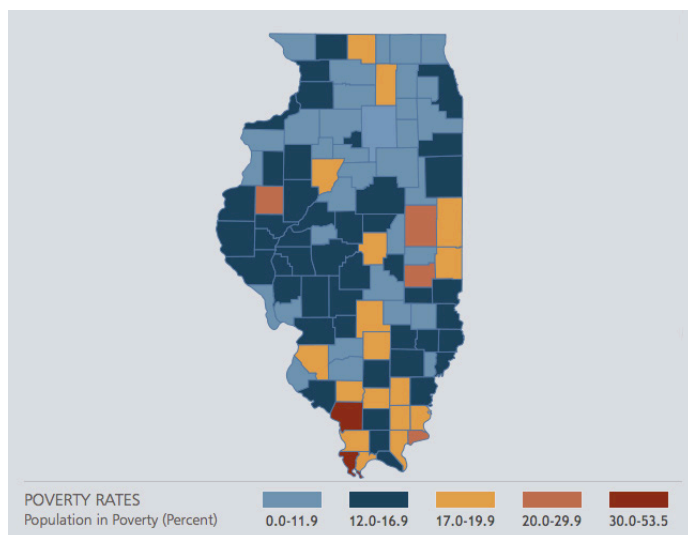 POVERTY RATES
Population in Poverty (Percent)
0.0-11.9
12.0-16.9
17.0-19.9
20.0-29.9
30.0-53.5